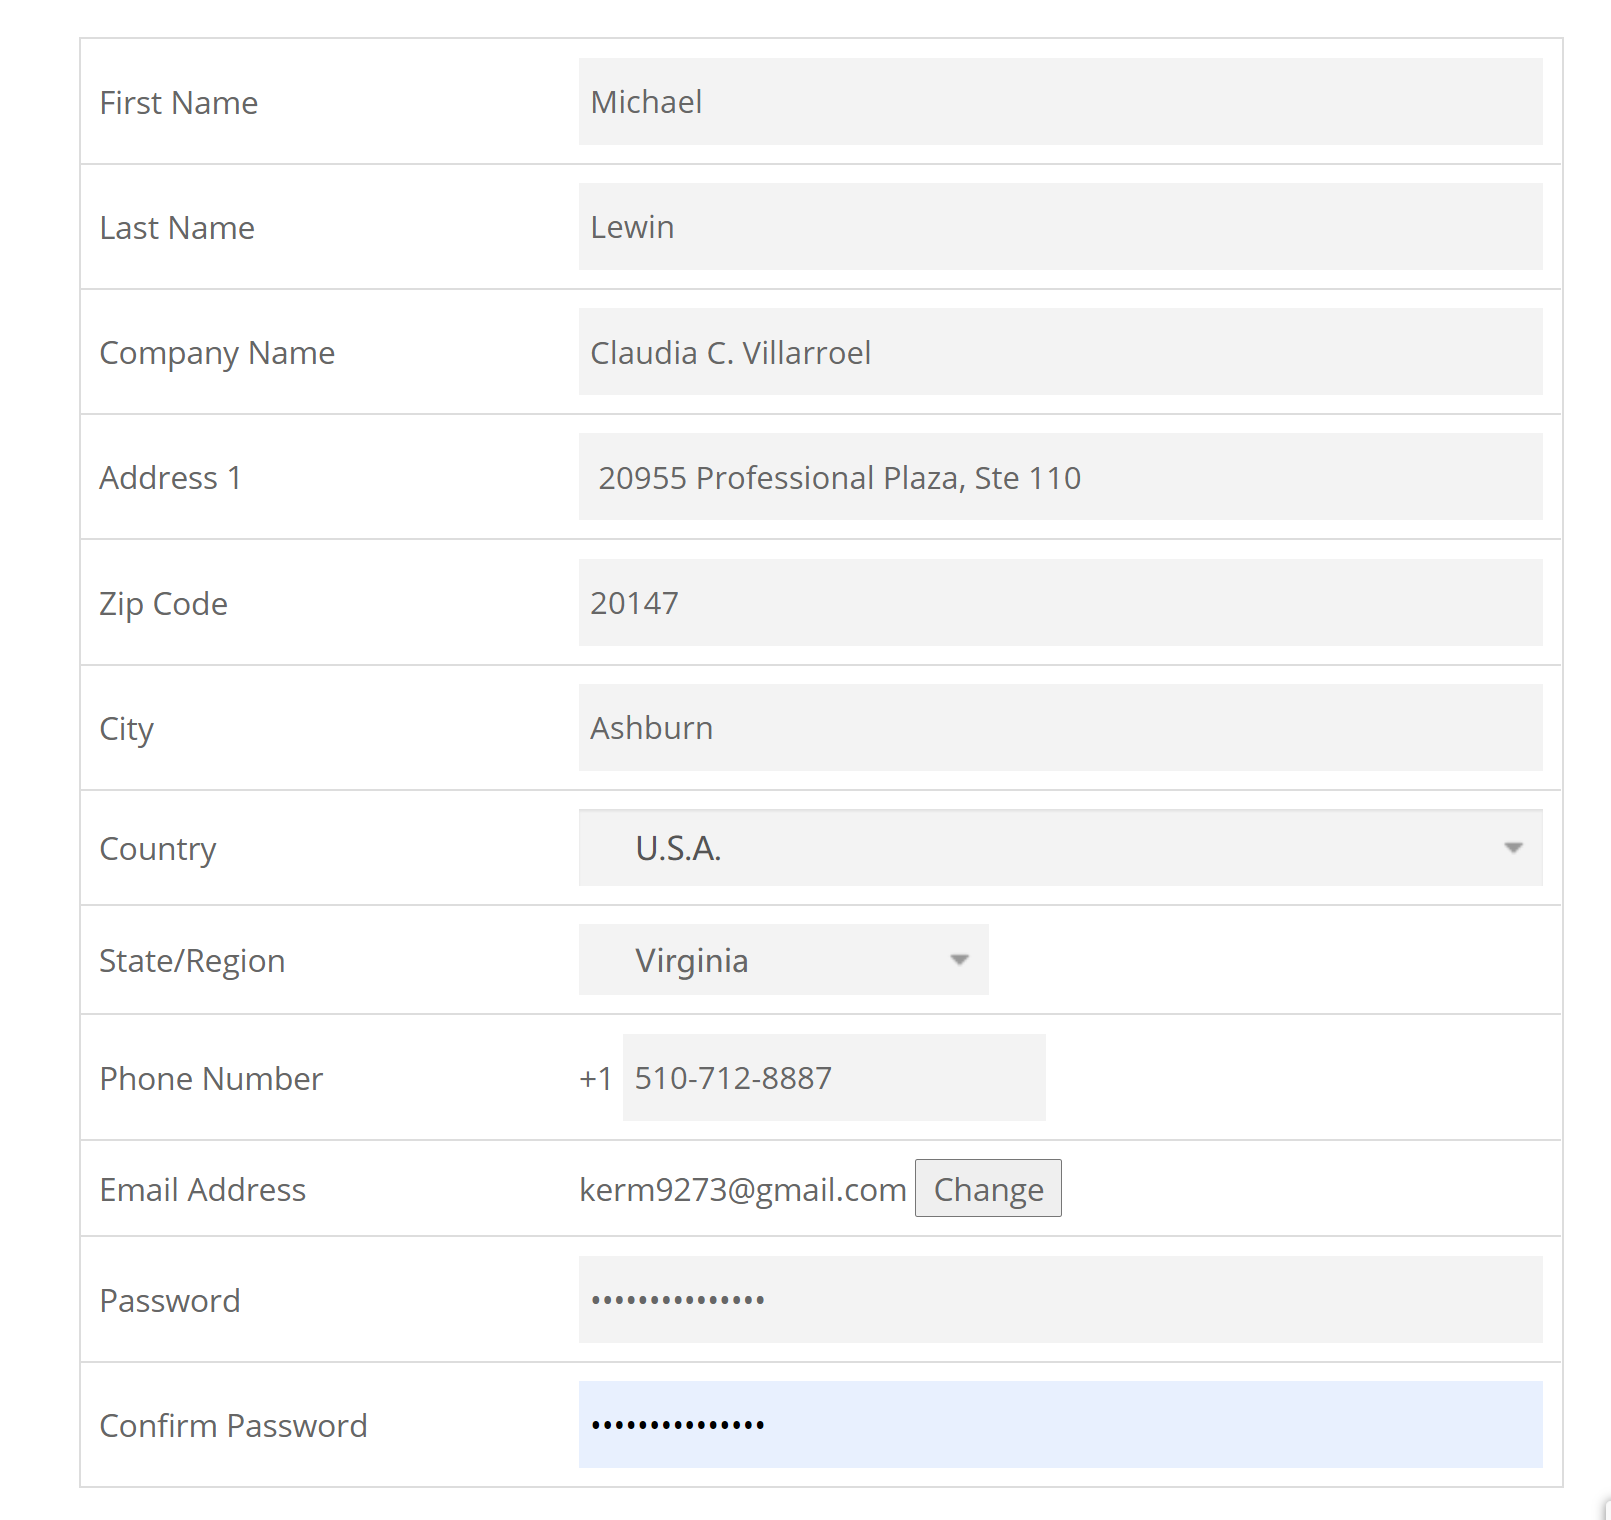 First Name Michael
Last Name Lewin
Company Name Claudia C. Villarroel
Address 1 20955 Professional Plaza, Ste 110
Zip Code 20147
City Ashburn
Country U.S.A.
State/Region Virginia
Phone Number +1 510-712-8887
Email Address kerm9273@gmail.com Change
Password •••••••••••••••
Confirm Password •••••••••••••••